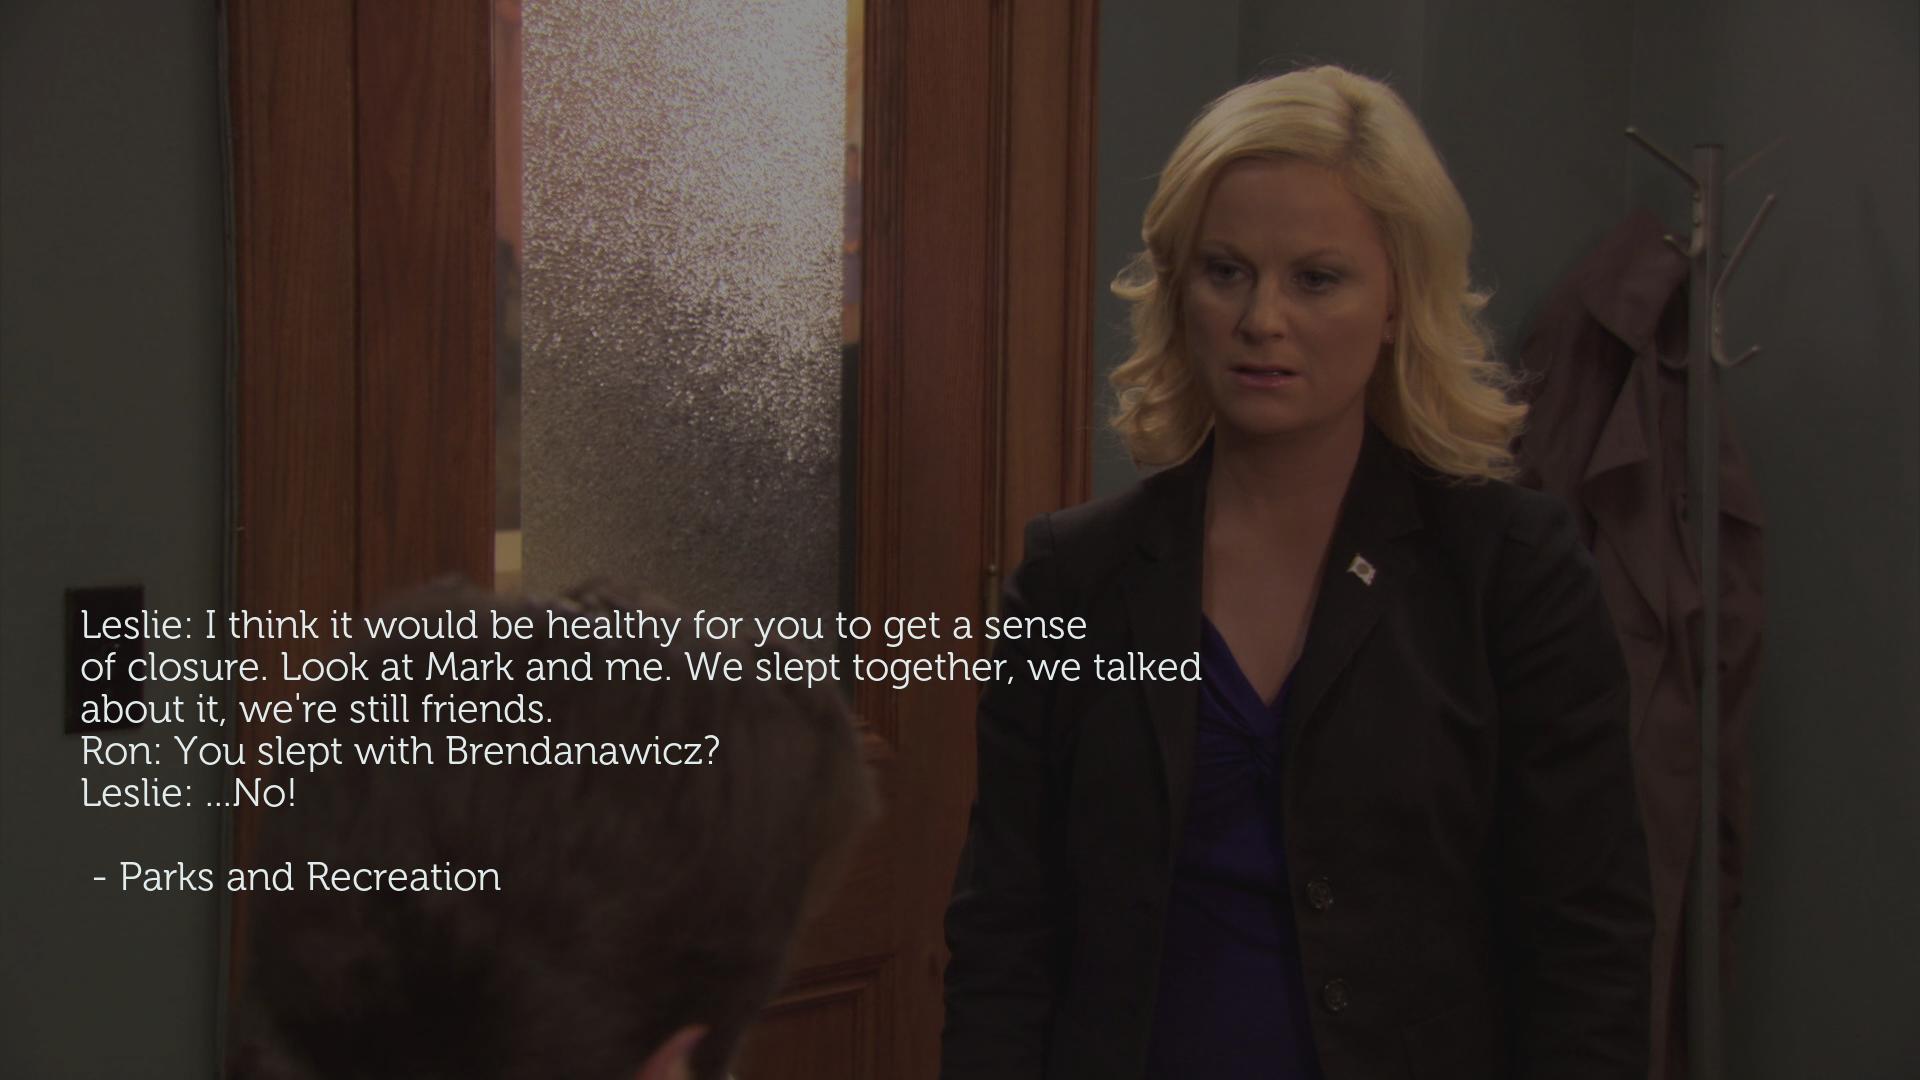 Leslie: I think it would be healthy for you to get a sense
of closure. Look at Mark and me. We slept together, we talked
about it, we're still friends.
Ron: You slept with Brendanawicz?
Leslie: ...No!
- Parks and Recreation